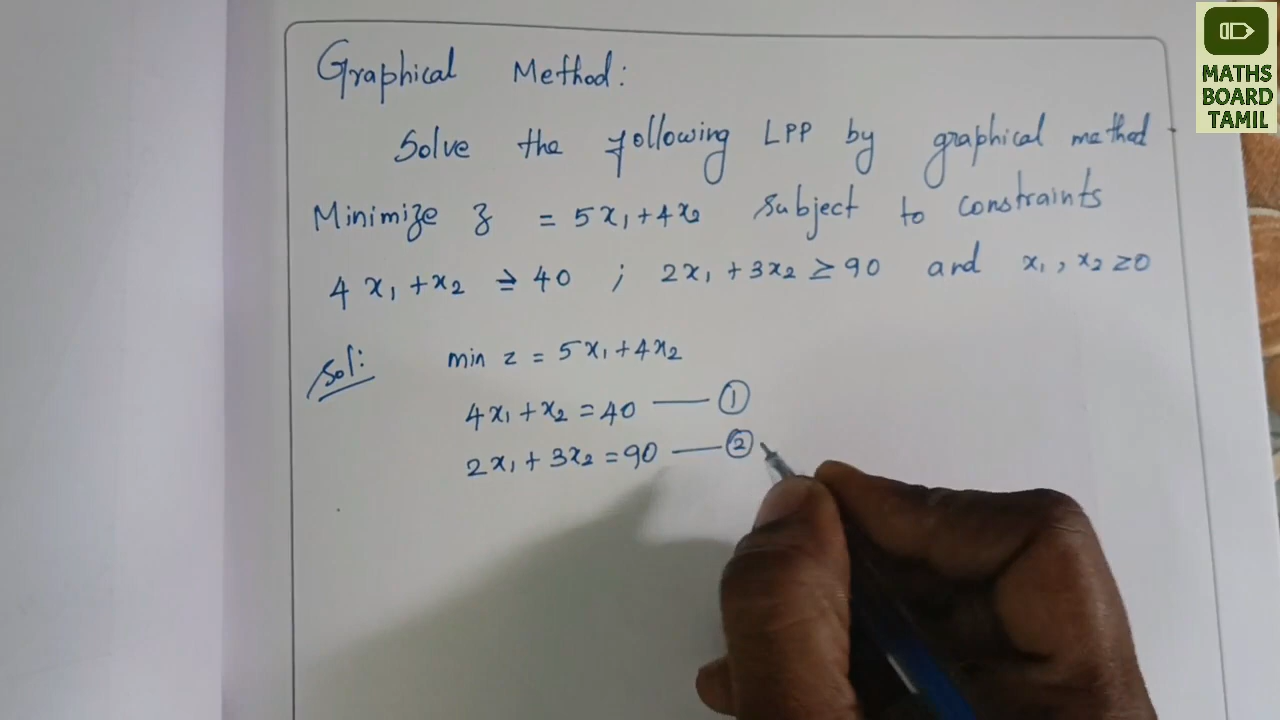 MATHS
BOARD
TAMIL
Graphical Method:
Solve the following LPP by graphical method
Minimize z = 5x₁ + 4x₂ subject to constraints
4x₁ + x₂ ≥ 40 ; 2x₁ + 3x₂ ≥ 90 and x₁, x₂ ≥ 0
Sol: min z = 5x₁ + 4x₂
4x₁ + x₂ = 40 — ①
2x₁ + 3x₂ = 90 — ②